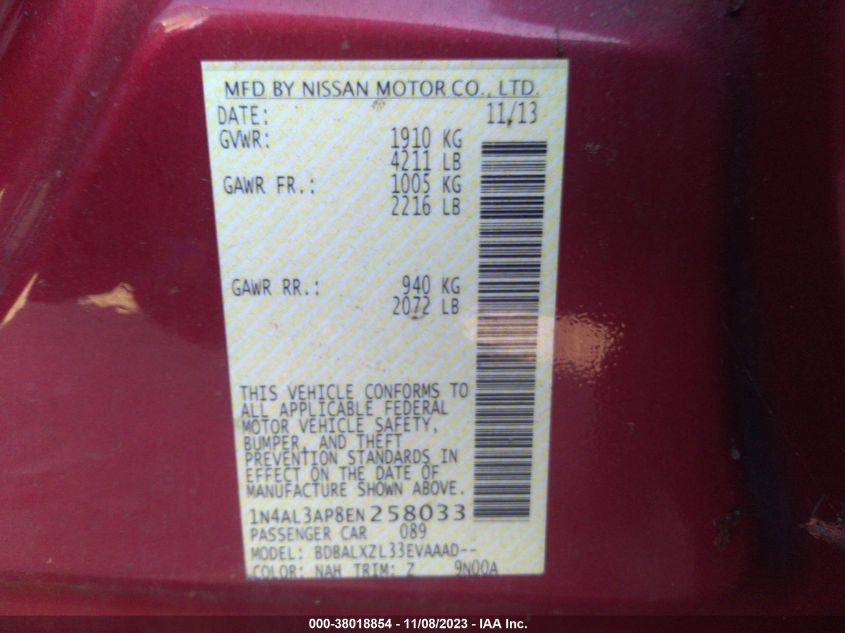 MFD BY NISSAN MOTOR CO., LTD.
DATE: 11/13
GVWR: 1910 KG
4211 LB
GAWR FR.: 1005 KG
2216 LB
GAWR RR.: 940 KG
2072 LB
THIS VEHICLE CONFORMS TO
ALL APPLICABLE FEDERAL
MOTOR VEHICLE SAFETY,
BUMPER, AND THEFT
PREVENTION STANDARDS IN
EFFECT ON THE DATE OF
MANUFACTURE SHOWN ABOVE.
1N4AL3AP8EN258033
PASSENGER CAR 089
MODEL: BDBALXZL33EVAAAD--
COLOR: NAH TRIM: Z 9N00A
000-38018854 - 11/08/2023 - IAA Inc.